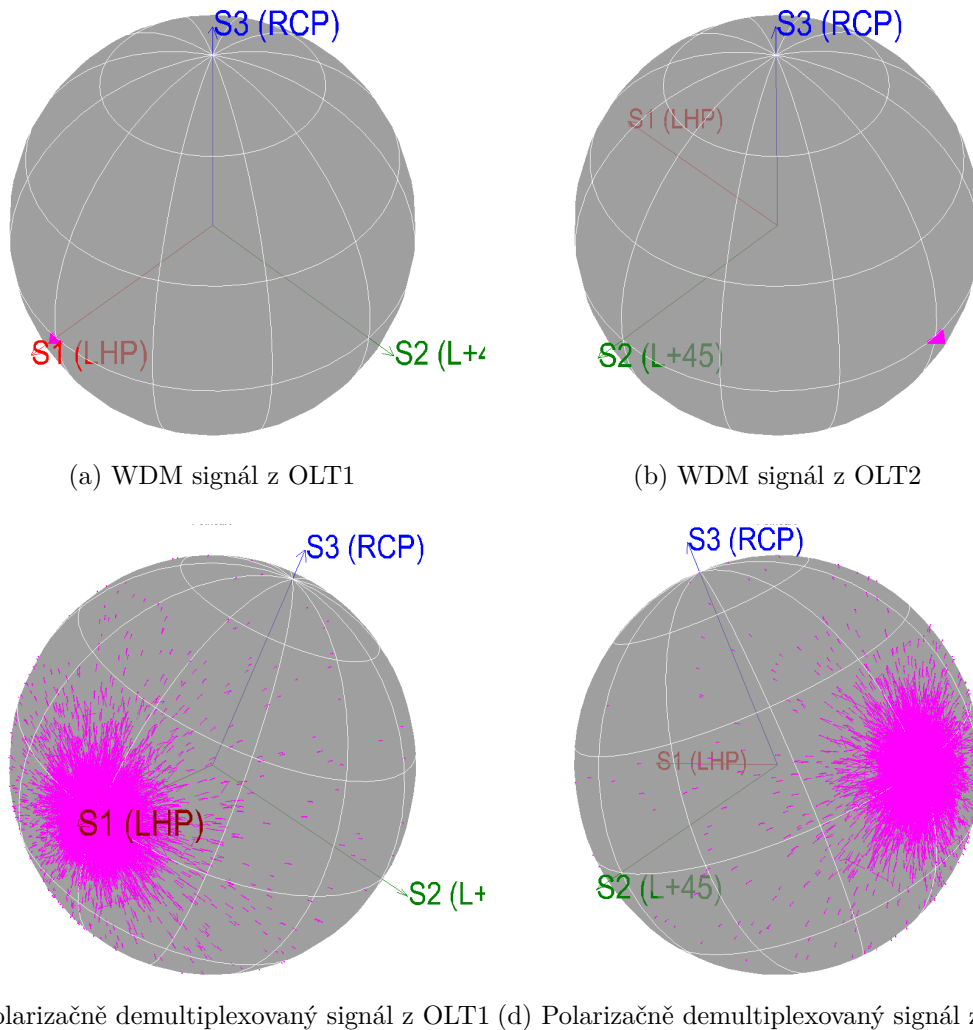 S3 (RCP)
S1 (LHP)
S2 (L+4
(a) WDM signál z OLT1
S3 (RCP)
S1 (LHP)
S2 (L+45)
(b) WDM signál z OLT2
S3 (RCP)
S1 (LHP)
S2 (L+
olarizačně demultiplexovaný signál z OLT1
S3 (RCP)
S1 (LHP)
S2 (L+45)
(d) Polarizačně demultiplexovaný signál z